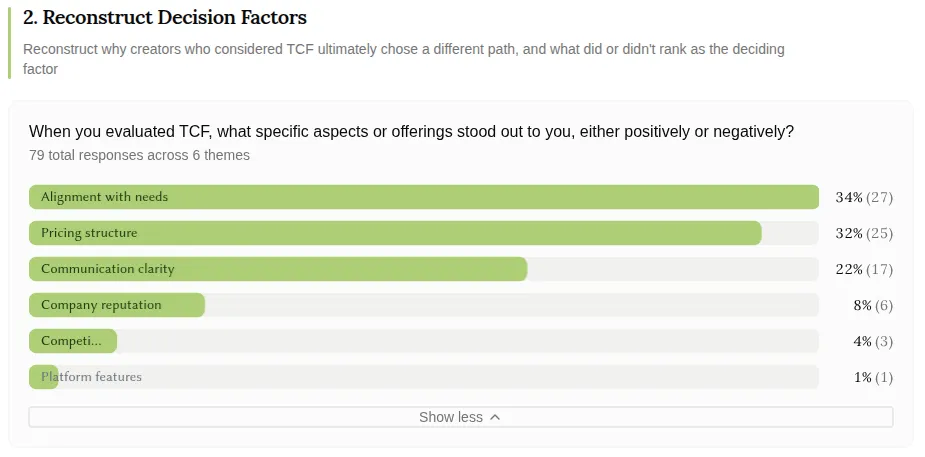 2. Reconstruct Decision Factors
Reconstruct why creators who considered TCF ultimately chose a different path, and what did or didn't rank as the deciding
factor
When you evaluated TCF, what specific aspects or offerings stood out to you, either positively or negatively?
79 total responses across 6 themes
Alignment with needs 34% (27)
Pricing structure 32% (25)
Communication clarity 22% (17)
Company reputation 8% (6)
Competi... 4% (3)
Platform features 1% (1)
Show less